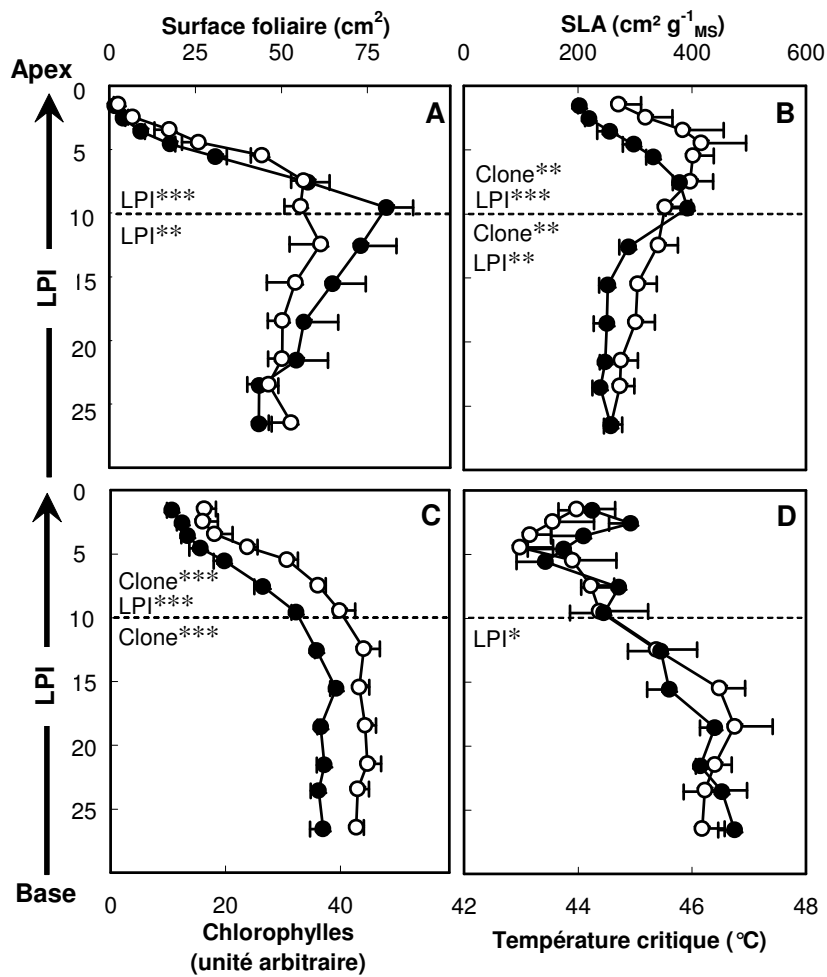 Surface foliaire (cm²)
0 25 50 75
SLA (cm² g⁻¹MS)
0 200 400 600
Apex
0
5
10
15
20
25
LPI
A
LPI***
LPI**
B
Clone**
LPI***
Clone**
LPI**
0
5
10
15
20
25
LPI
C
Clone***
LPI***
Clone***
D
LPI*
Base
0 20 40
Chlorophylles
(unité arbitraire)
42 44 46 48
Température critique (°C)